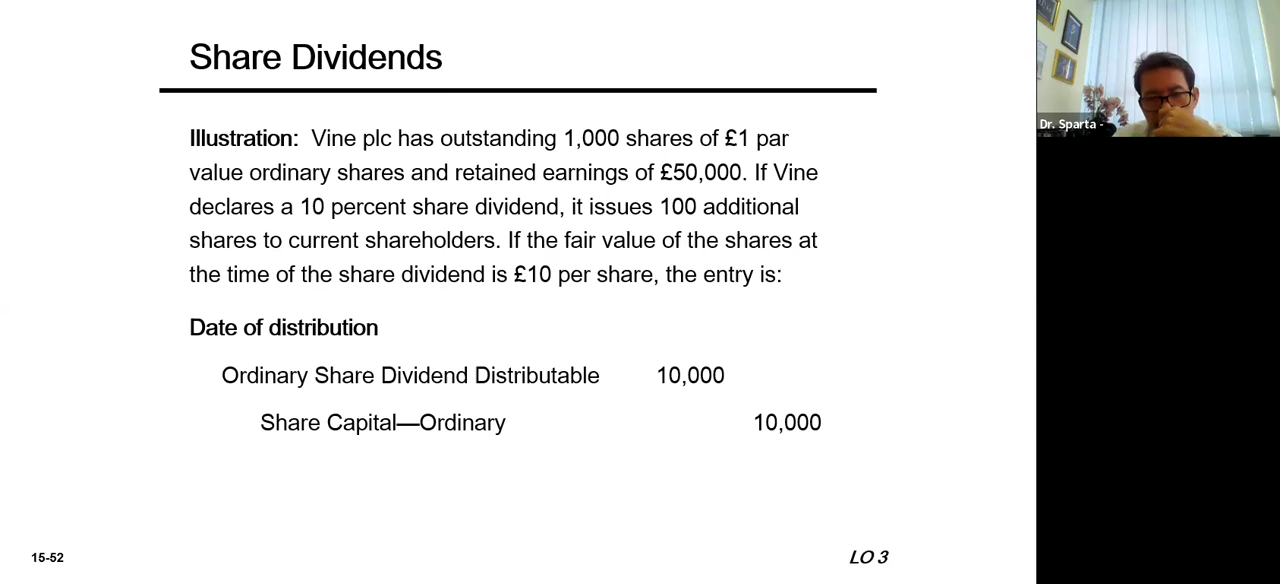 Share Dividends
Illustration: Vine plc has outstanding 1,000 shares of £1 par
value ordinary shares and retained earnings of £50,000. If Vine
declares a 10 percent share dividend, it issues 100 additional
shares to current shareholders. If the fair value of the shares at
the time of the share dividend is £10 per share, the entry is:
Date of distribution
Ordinary Share Dividend Distributable 10,000
Share Capital—Ordinary 10,000
15-52
LO 3
Dr. Sparta -